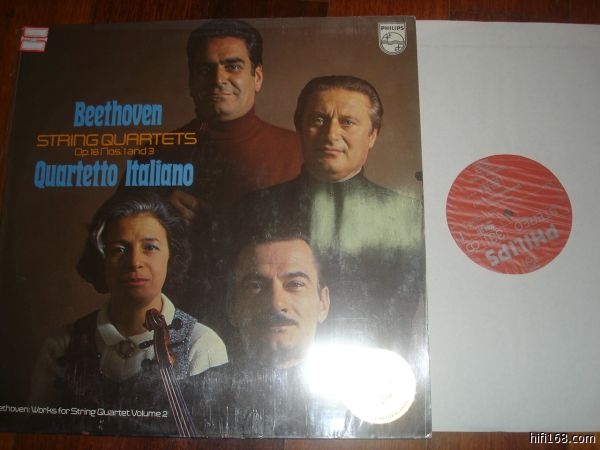 PHILIPS
Beethoven
STRING QUARTETS
Op. 18 Nos. 1 and 3
Quartetto Italiano
PHILIPS
eethoven: Works for String Quartet Volume 2
hifi168.com